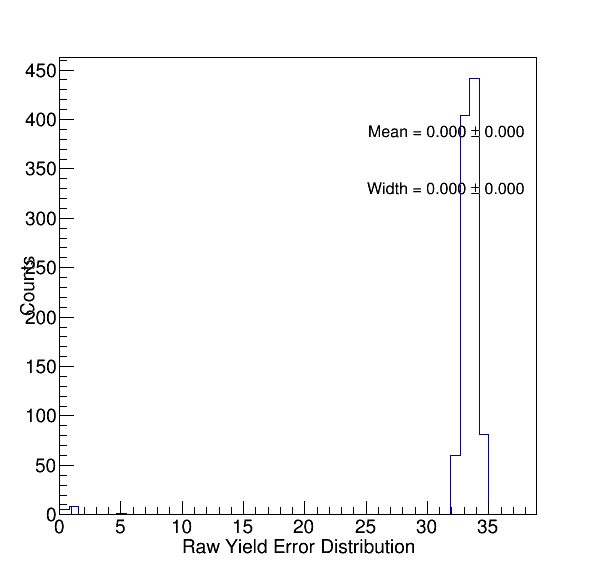 450
400
Mean = 0.000 ± 0.000
350
Width = 0.000 ± 0.000
300
250
Counts
200
150
100
50
0
0 5 10 15 20 25 30 35
Raw Yield Error Distribution